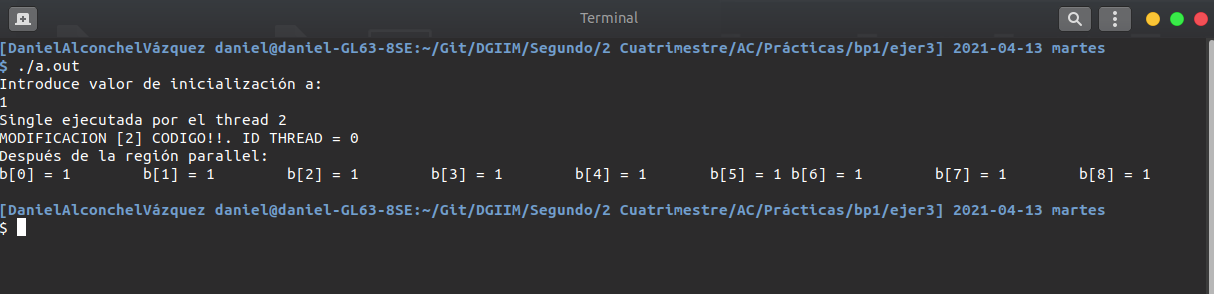 Terminal
[DanielAlconchelVázquez daniel@daniel-GL63-8SE:~/Git/DGIIM/Segundo/2 Cuatrimestre/AC/Prácticas/bp1/ejer3] 2021-04-13 martes
$ ./a.out
Introduce valor de inicialización a:
1
Single ejecutada por el thread 2
MODIFICACION [2] CODIGO!!. ID THREAD = 0
Después de la región parallel:
b[0] = 1 b[1] = 1 b[2] = 1 b[3] = 1 b[4] = 1 b[5] = 1 b[6] = 1 b[7] = 1 b[8] = 1
[DanielAlconchelVázquez daniel@daniel-GL63-8SE:~/Git/DGIIM/Segundo/2 Cuatrimestre/AC/Prácticas/bp1/ejer3] 2021-04-13 martes
$